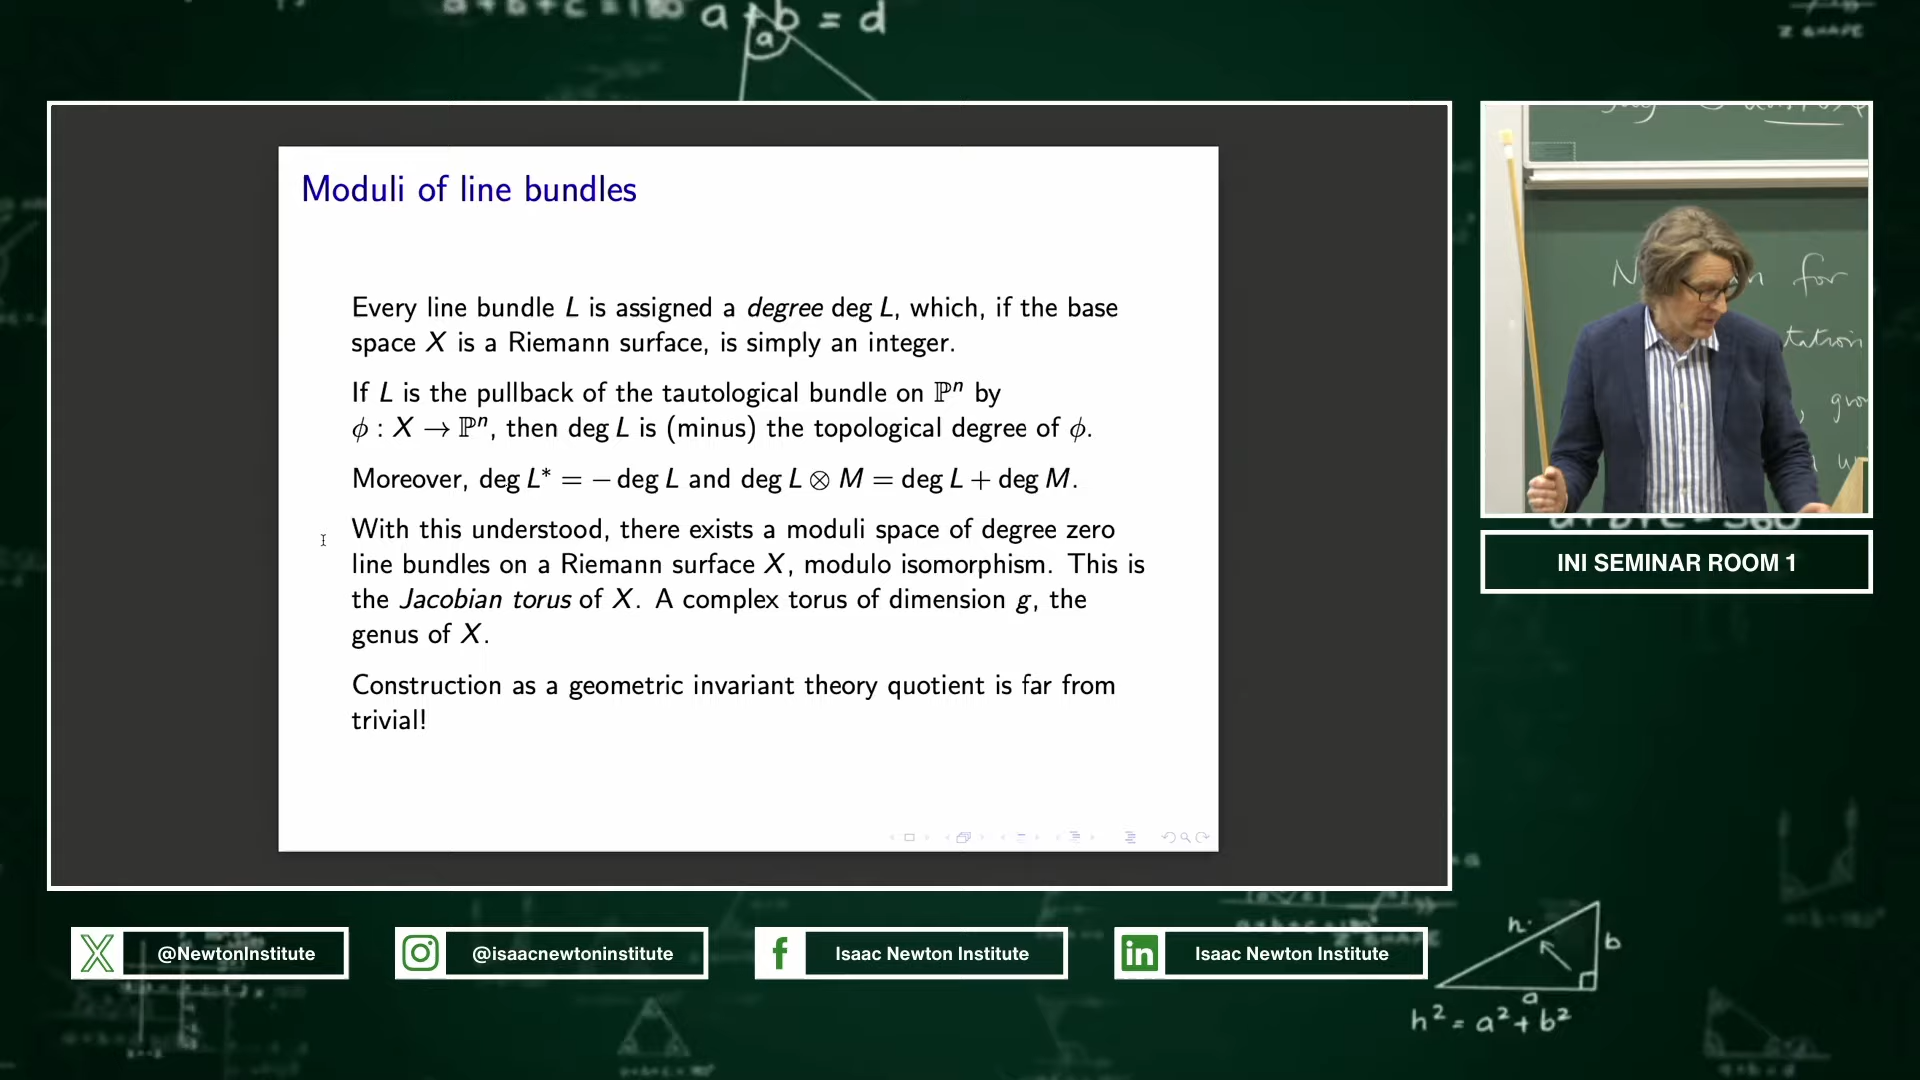 a + b + c = 180
a + b = d
a
Z SHAPE
Moduli of line bundles
Every line bundle L is assigned a degree deg L, which, if the base
space X is a Riemann surface, is simply an integer.
If L is the pullback of the tautological bundle on ℙⁿ by
ϕ : X → ℙⁿ, then deg L is (minus) the topological degree of ϕ.
Moreover, deg L* = − deg L and deg L ⊗ M = deg L + deg M.
With this understood, there exists a moduli space of degree zero
line bundles on a Riemann surface X, modulo isomorphism. This is
the Jacobian torus of X. A complex torus of dimension g, the
genus of X.
Construction as a geometric invariant theory quotient is far from
trivial!
for
tation
INI SEMINAR ROOM 1
@NewtonInstitute
@isaacnewtoninstitute
Isaac Newton Institute
in
Isaac Newton Institute
h
b
a
h² = a² + b²